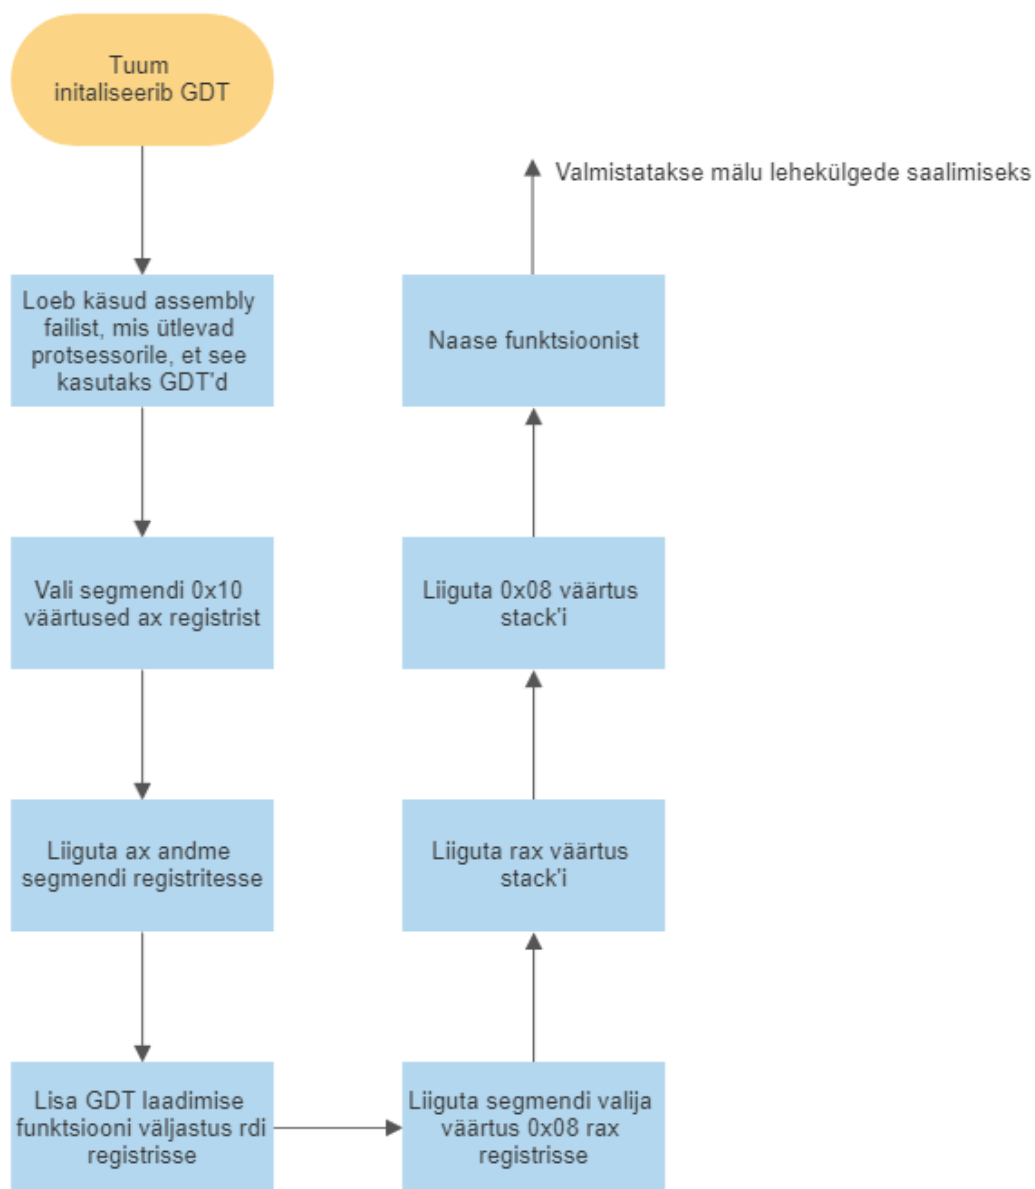 Tuum
initaliseerib GDT
Loeb käsud assembly
failist, mis ütlevad
protsessorile, et see
kasutaks GDT'd
Vali segmendi 0x10
väärtused ax registrist
Liiguta ax andme
segmendi registritesse
Lisa GDT laadimise
funktsiooni väljastus rdi
registrisse
Liiguta segmendi valija
väärtus 0x08 rax
registrisse
Liiguta rax väärtus
stack'i
Liiguta 0x08 väärtus
stack'i
Naase funktsioonist
Valmistatakse mälu lehekülgede saalimiseks